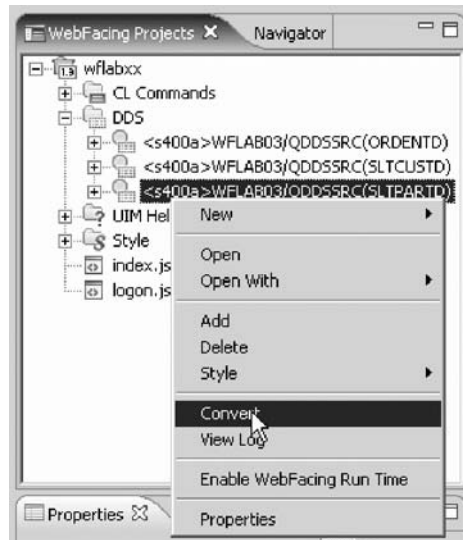 WebFacing Projects Navigator
1.3
wflabxx
CL Commands
DDS
<s400a>WFLAB03/QDDSSRC(ORDENTD)
<s400a>WFLAB03/QDDSSRC(SLTCUSTD)
<s400a>WFLAB03/QDDSSRC(SLTPARTD)
UIM Hel
Style
index.js
logon.js
New
Open
Open With
Add
Delete
Style
Convert
View Log
Enable WebFacing Run Time
Properties
Properties